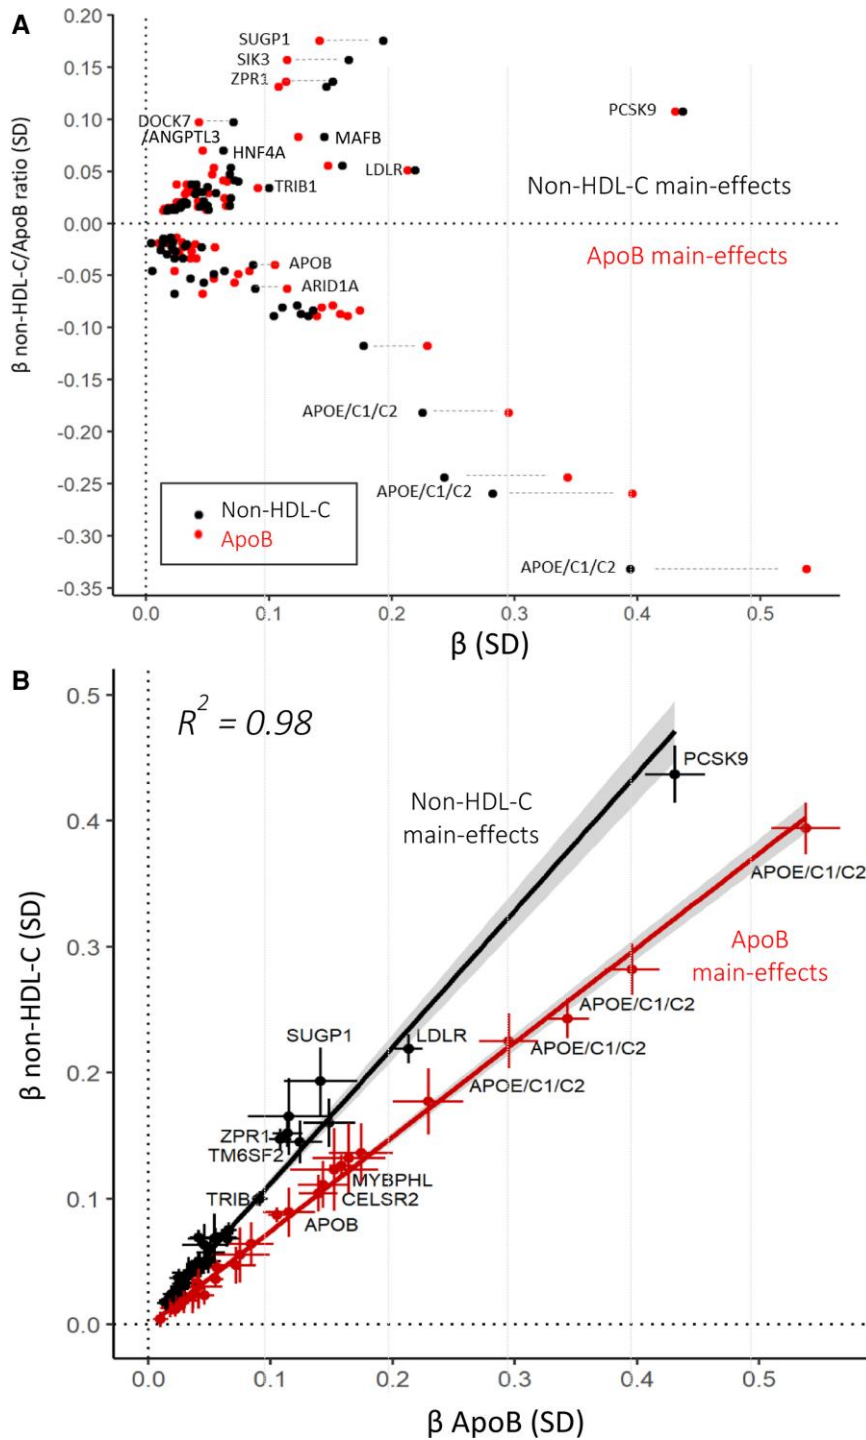 A
β non-HDL-C/ApoB ratio (SD)
0.20
0.15
0.10
0.05
0.00
-0.05
-0.10
-0.15
-0.20
-0.25
-0.30
-0.35
SUGP1
SIK3
ZPR1
PCSK9
DOCK7
/ANGPTL3
MAFB
HNF4A
LDLR
TRIB1
Non-HDL-C main-effects
ApoB main-effects
APOB
ARID1A
APOE/C1/C2
APOE/C1/C2
APOE/C1/C2
Non-HDL-C
ApoB
0.0 0.1 0.2 0.3 0.4 0.5
β (SD)
B
β non-HDL-C (SD)
0.5
0.4
0.3
0.2
0.1
0.0
R² = 0.98
PCSK9
Non-HDL-C
main-effects
APOE/C1/C2
ApoB
main-effects
APOE/C1/C2
SUGP1
LDLR
APOE/C1/C2
APOE/C1/C2
ZPR1
TM6SF2
MYBPHL
TRIB
CELSR2
APOB
0.0 0.1 0.2 0.3 0.4 0.5
β ApoB (SD)